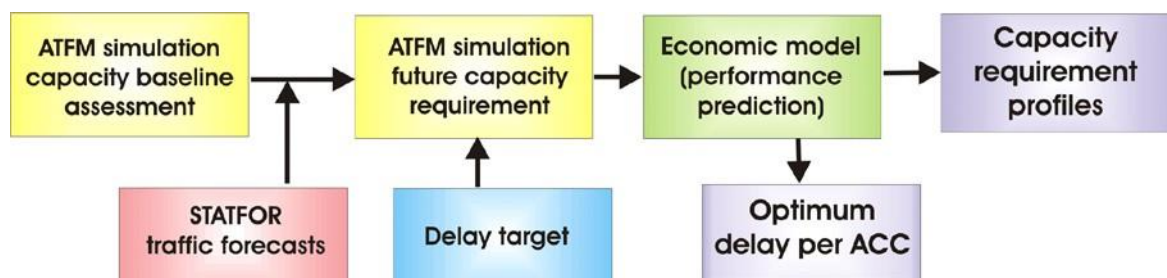 ATFM simulation
capacity baseline
assessment
ATFM simulation
future capacity
requirement
Economic model
(performance
prediction)
Capacity
requirement
profiles
STATFOR
traffic forecasts
Delay target
Optimum
delay per ACC